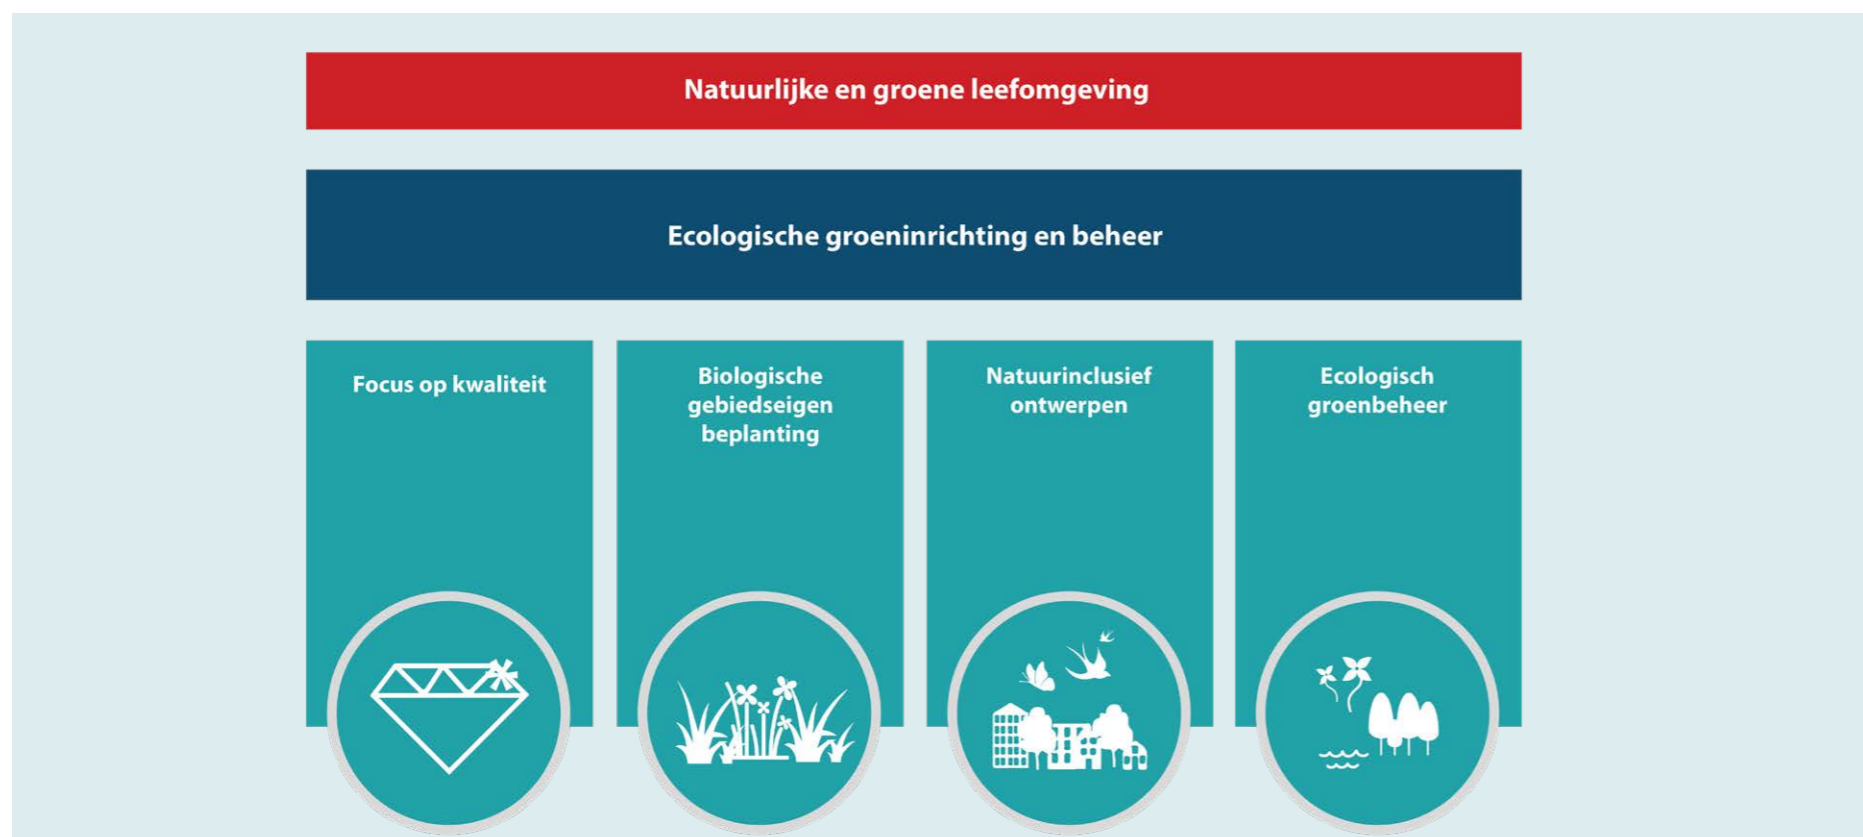 Natuurlijke en groene leefomgeving
Ecologische groeninrichting en beheer
Focus op kwaliteit
Biologische
gebiedseigen
beplanting
Natuurinclusief
ontwerpen
Ecologisch
groenbeheer